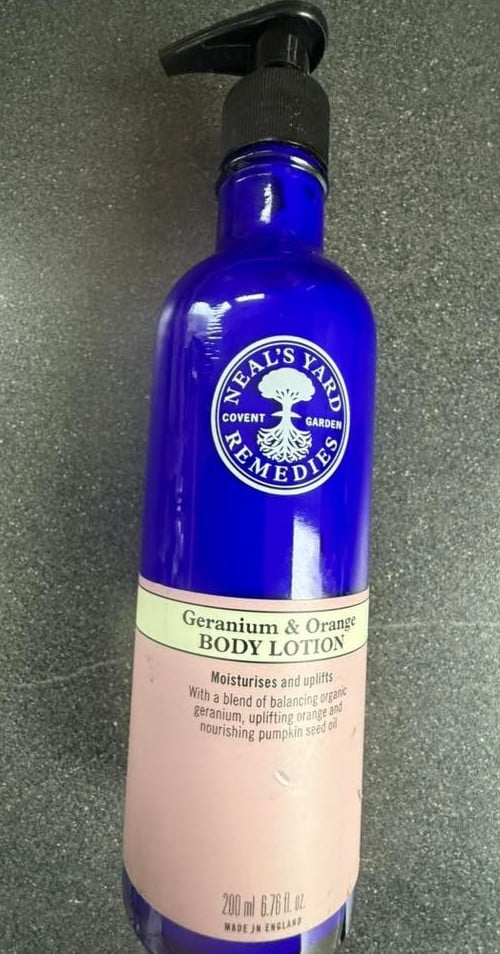 NEAL'S YARD
COVENT GARDEN
REMEDIES
Geranium & Orange
BODY LOTION
Moisturises and uplifts
With a blend of balancing organic
geranium, uplifting orange and
nourishing pumpkin seed oil
200 ml 6.76 fl. oz.
MADE IN ENGLAND